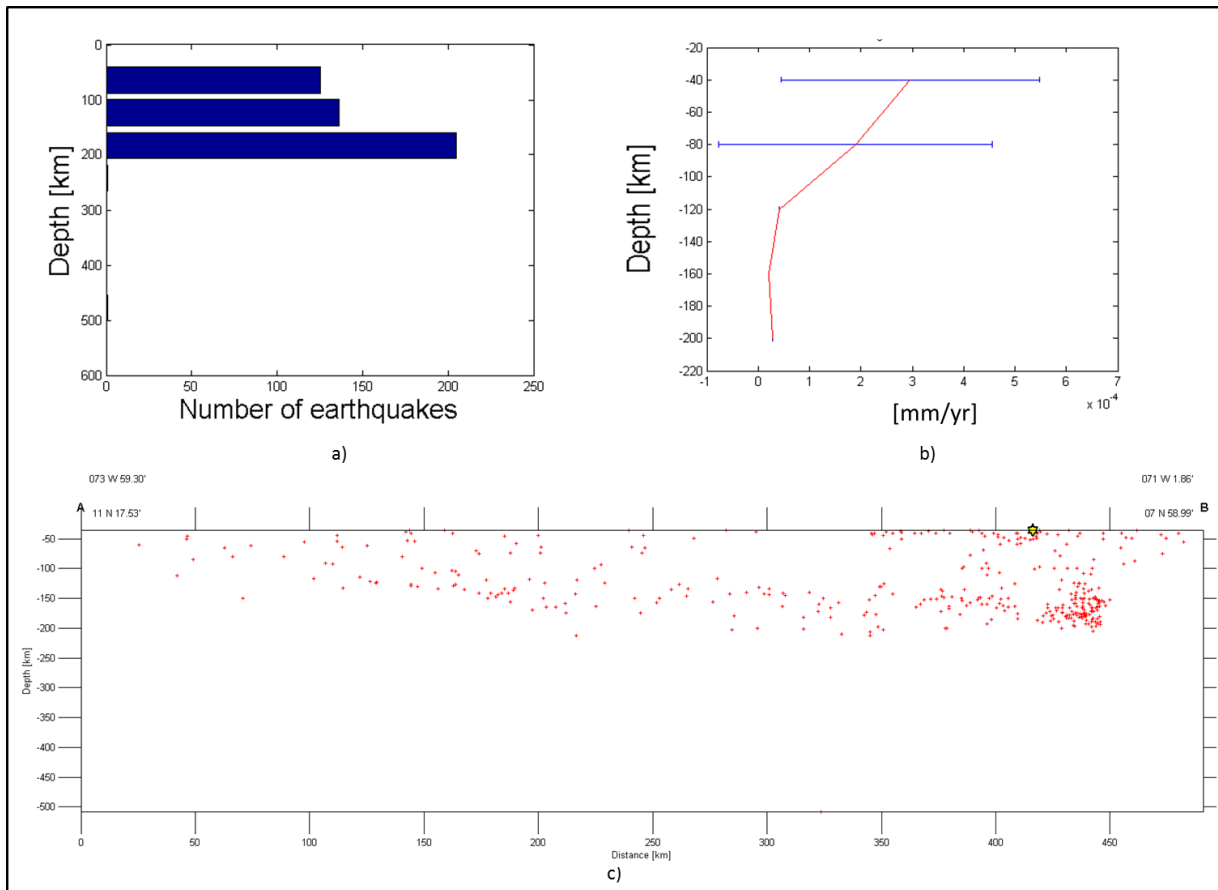 0
100
200
300
400
500
600
Depth [km]
0 50 100 150 200 250
Number of earthquakes
a)
-20
-40
-60
-80
-100
-120
-140
-160
-180
-200
-220
Depth [km]
-1 0 1 2 3 4 5 6 7
x 10⁻⁴
[mm/yr]
b)
073 W 59.30' 071 W 1.86'
A B
11 N 17.53' 07 N 58.99'
-50
-100
-150
-200
-250
-300
-350
-400
-450
-500
Depth [km]
0 50 100 150 200 250 300 350 400 450
Distance [km]
c)